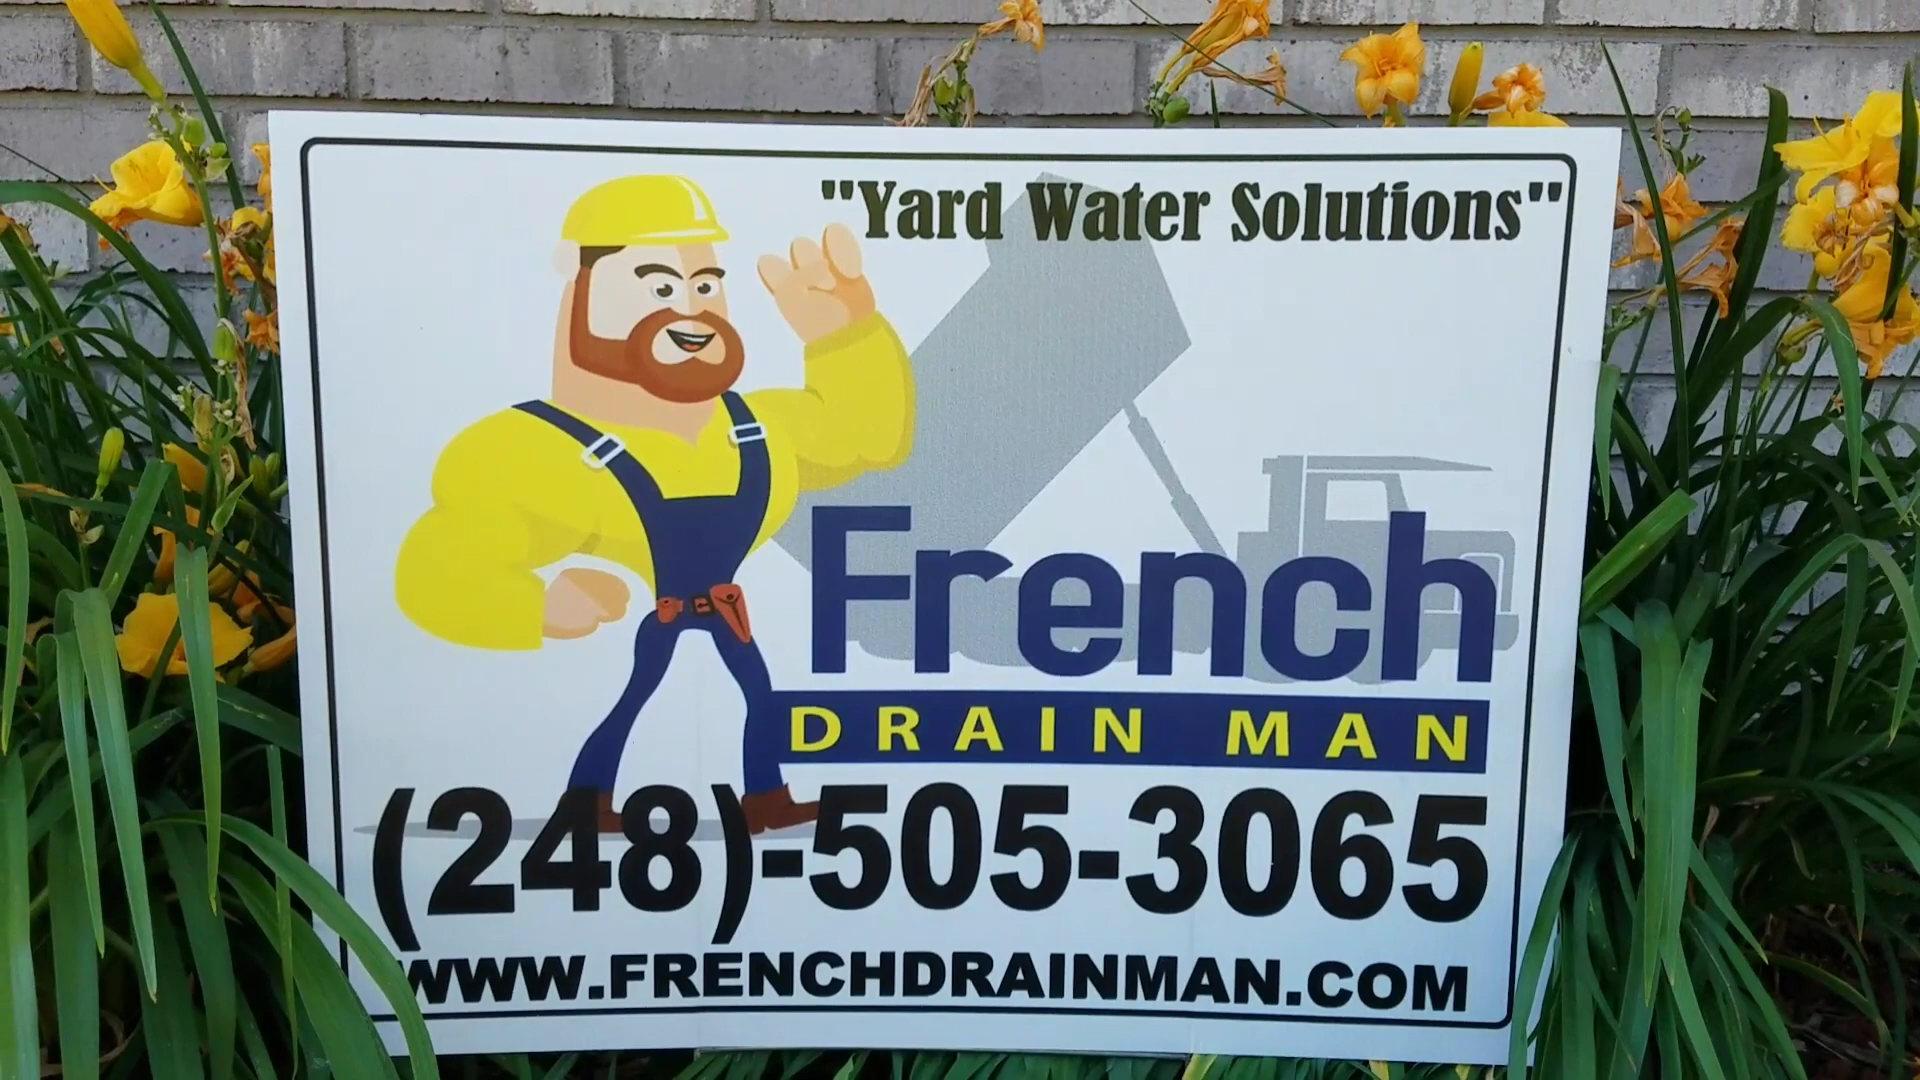 "Yard Water Solutions"
French
DRAIN MAN
(248)-505-3065
WWW.FRENCHDRAINMAN.COM